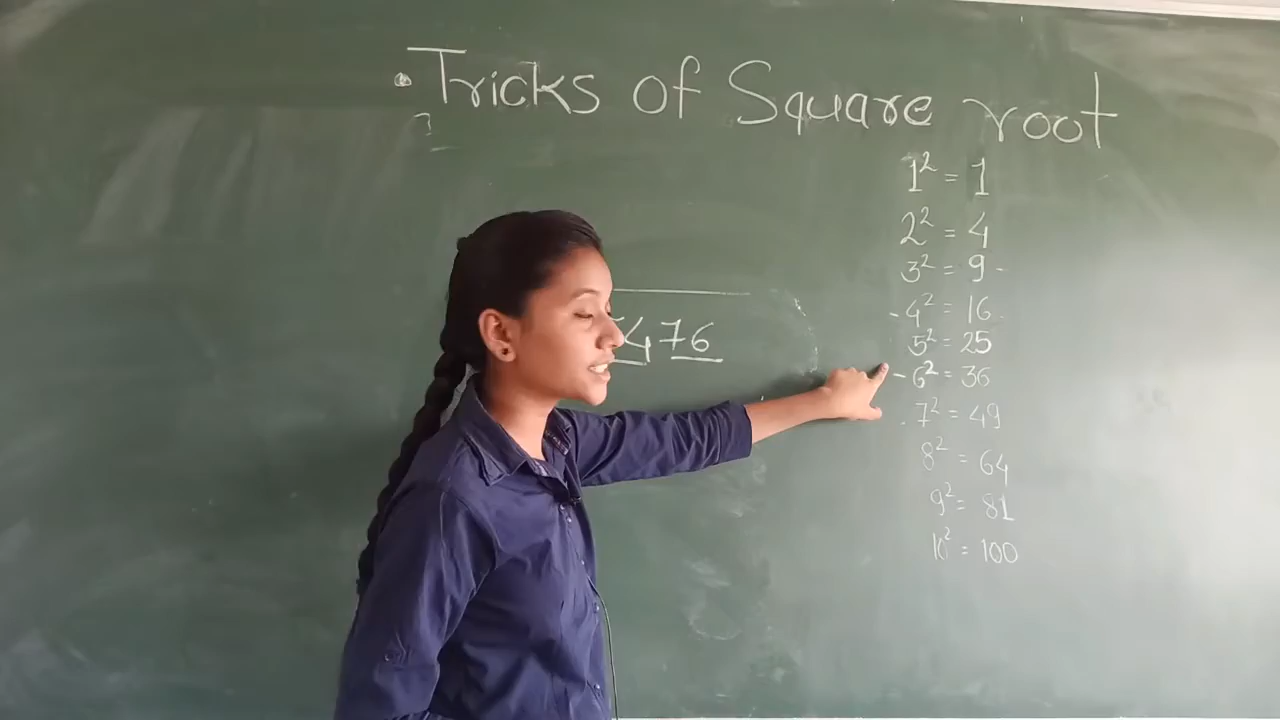 . Tricks of Square root
1² = 1
2² = 4
3² = 9
476
4² = 16
5² = 25
6² = 36
7² = 49
8² = 64
9² = 81
10² = 100